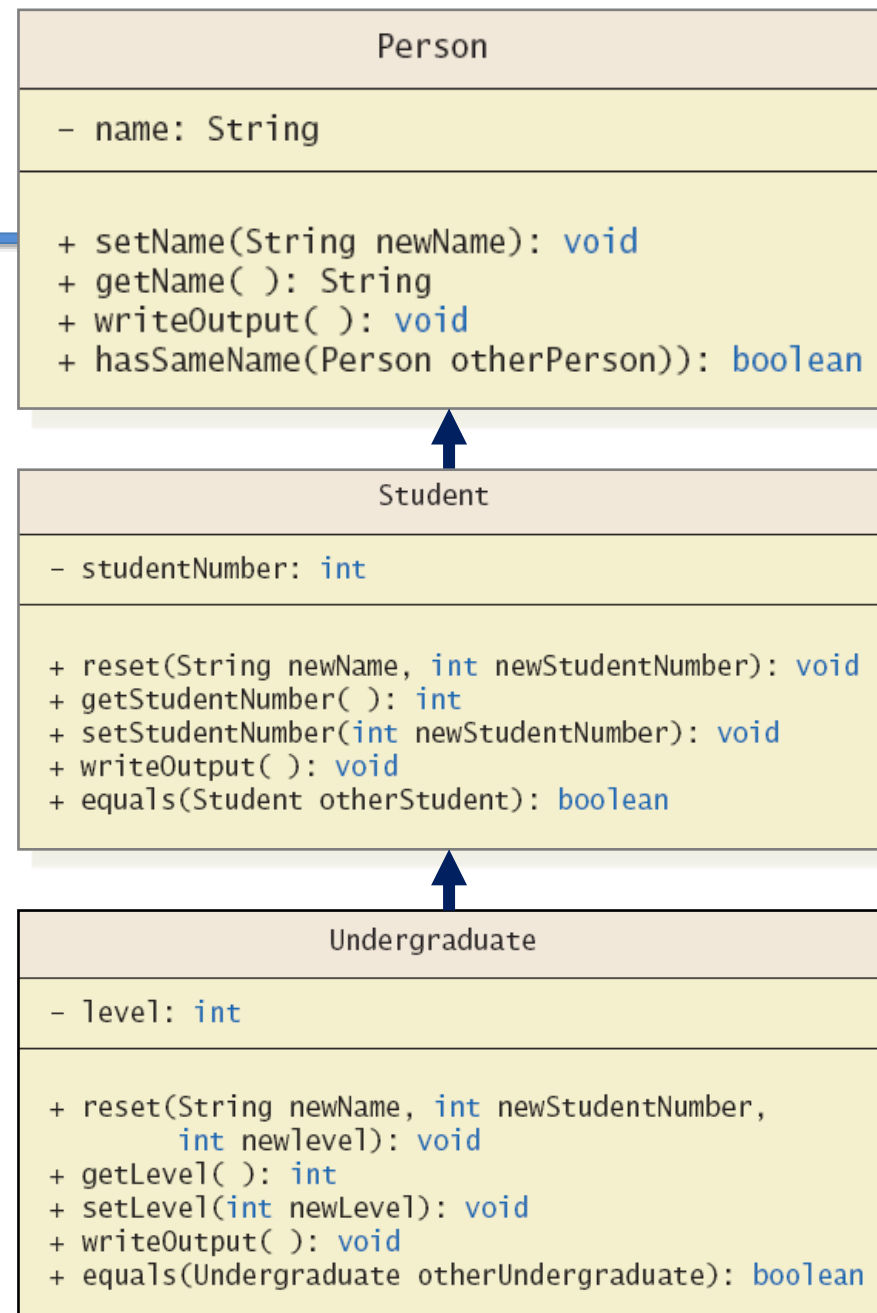 Person
- name: String
+ setName(String newName): void
+ getName( ): String
+ writeOutput( ): void
+ hasSameName(Person otherPerson)): boolean
Student
- studentNumber: int
+ reset(String newName, int newStudentNumber): void
+ getStudentNumber( ): int
+ setStudentNumber(int newStudentNumber): void
+ writeOutput( ): void
+ equals(Student otherStudent): boolean
Undergraduate
- level: int
+ reset(String newName, int newStudentNumber,
int newlevel): void
+ getLevel( ): int
+ setLevel(int newLevel): void
+ writeOutput( ): void
+ equals(Undergraduate otherUndergraduate): boolean